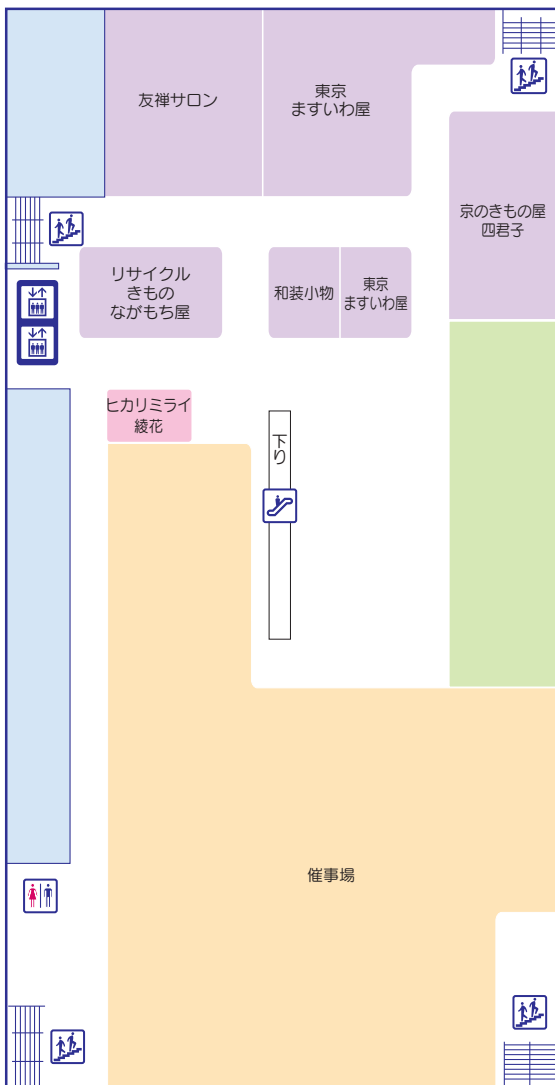 友禅サロン
東京
ますいわ屋
京のきもの屋
四君子
リサイクル
きもの
ながもち屋
和装小物
東京
ますいわ屋
ヒカリミライ
綾花
下り
催事場